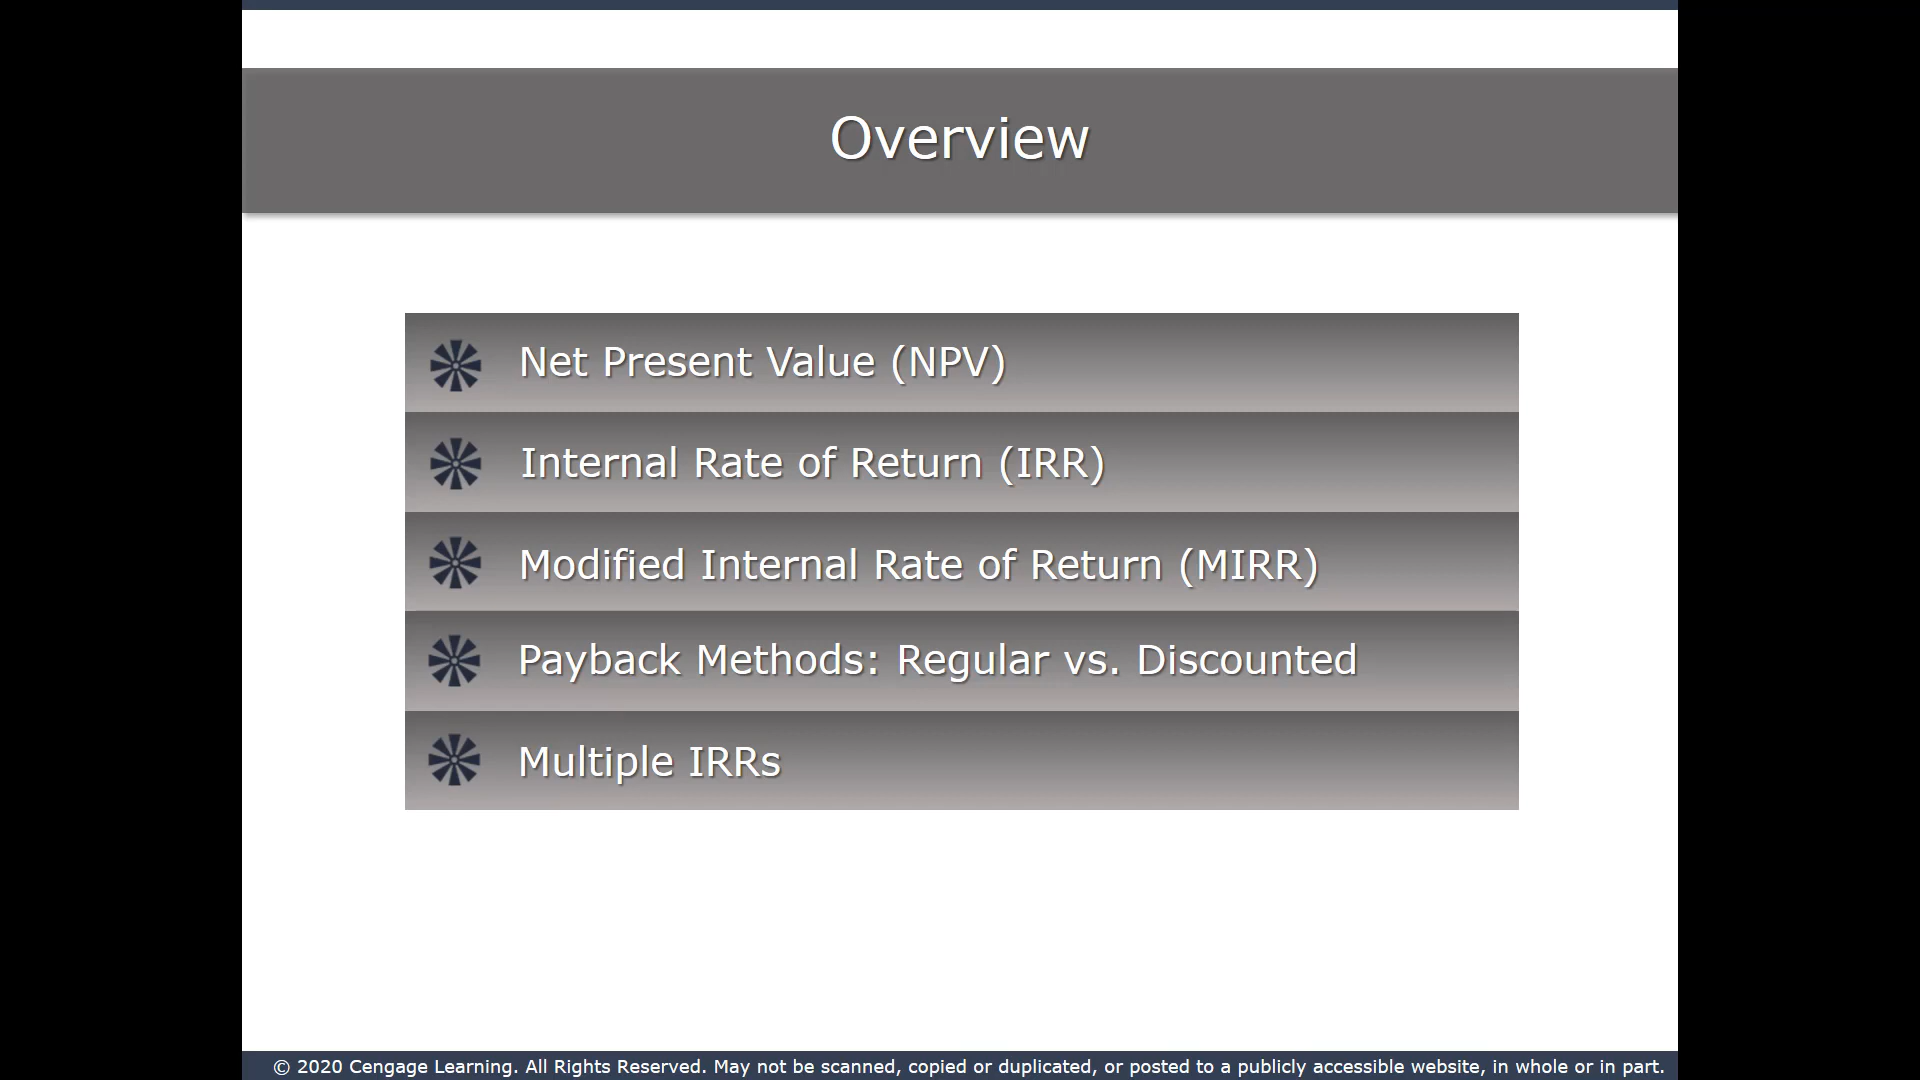 Overview
Net Present Value (NPV)
Internal Rate of Return (IRR)
Modified Internal Rate of Return (MIRR)
Payback Methods: Regular vs. Discounted
Multiple IRRs
© 2020 Cengage Learning. All Rights Reserved. May not be scanned, copied or duplicated, or posted to a publicly accessible website, in whole or in part.